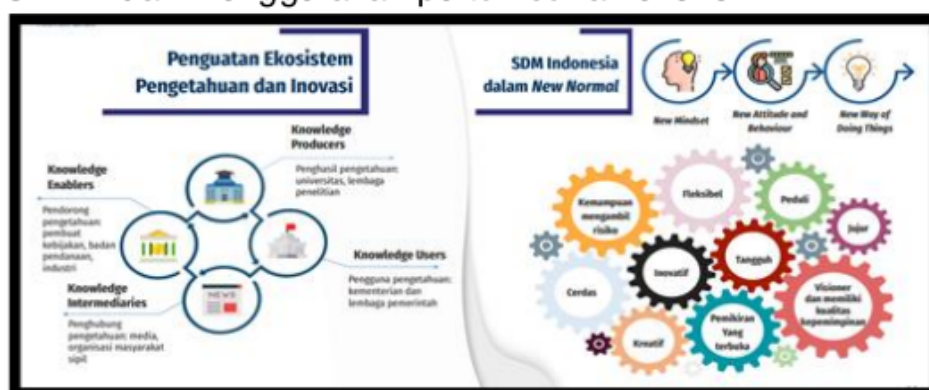 Penguatan Ekosistem
Pengetahuan dan Inovasi
Knowledge
Producers
Penghasil pengetahuan:
universitas, lembaga
penelitian
Knowledge
Enablers
Pendorong
pengetahuan:
pembuat
kebijakan, badan
pendanaan,
industri
Knowledge Users
Pengguna pengetahuan:
kementerian dan
lembaga pemerintah
Knowledge
Intermediaries
Penghubung
pengetahuan: media,
organisasi masyarakat
sipil
NEWS
SDM Indonesia
dalam New Normal
New Mindset
New Attitude and
Behaviour
New Way of
Doing Things
Kemampuan
mengambil
risiko
Fleksibel
Peduli
Jujur
Cerdas
Inovatif
Tangguh
Visioner
dan memiliki
kualitas
kepemimpinan
Kreatif
Pemikiran
Yang
terbuka